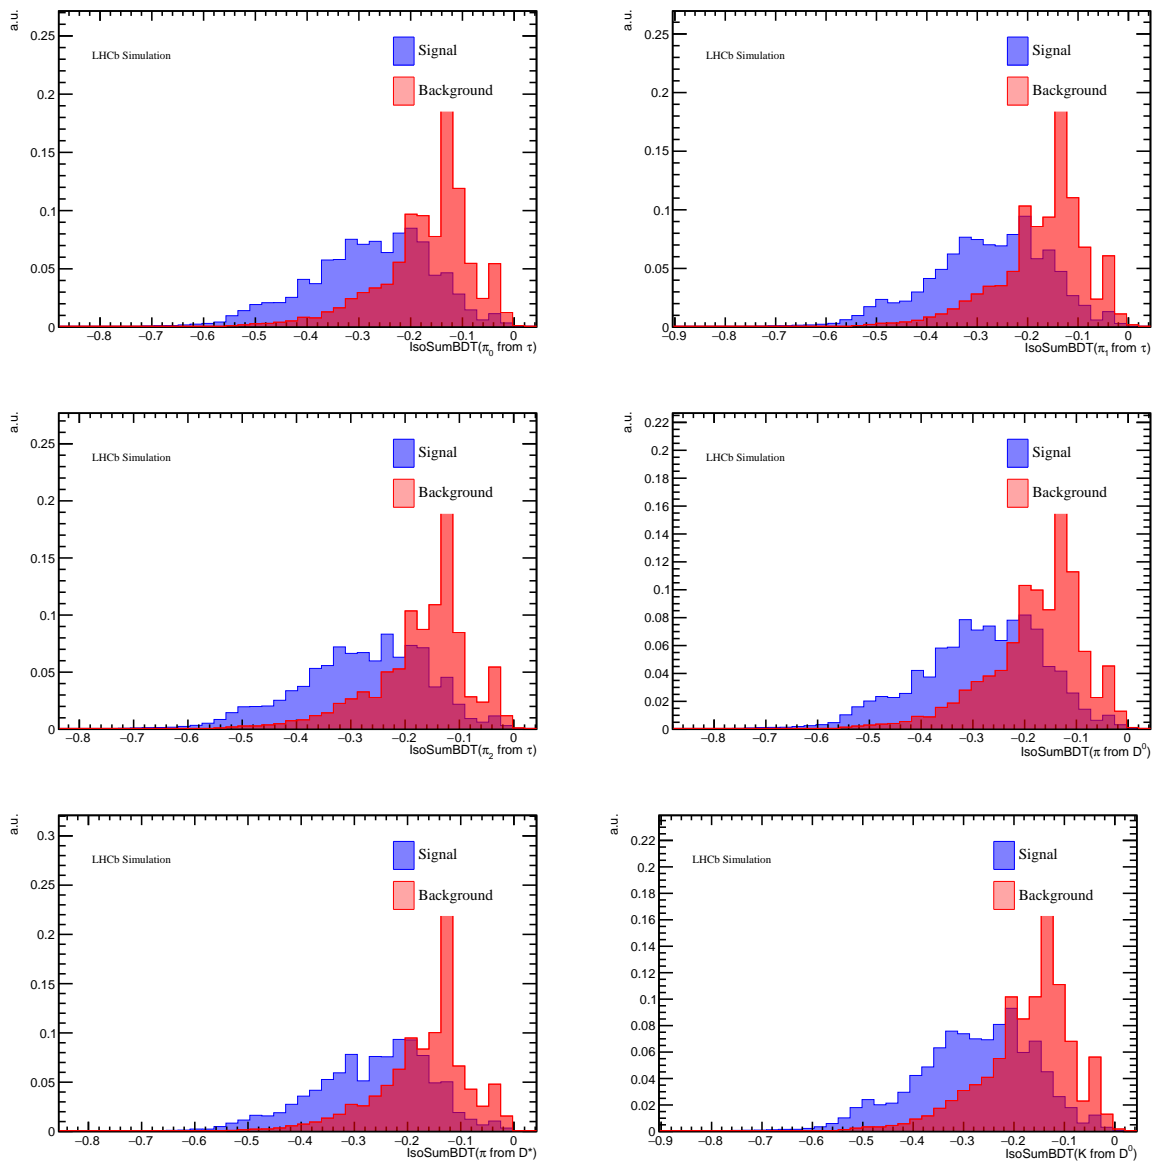 a.u.
0.25
0.2
0.15
0.1
0.05
0
LHCb Simulation
Signal
Background
−0.8 −0.7 −0.6 −0.5 −0.4 −0.3 −0.2 −0.1 0
IsoSumBDT(π0 from τ)
a.u.
0.25
0.2
0.15
0.1
0.05
0
LHCb Simulation
Signal
Background
−0.9 −0.8 −0.7 −0.6 −0.5 −0.4 −0.3 −0.2 −0.1 0
IsoSumBDT(π1 from τ)
a.u.
0.25
0.2
0.15
0.1
0.05
0
LHCb Simulation
Signal
Background
−0.8 −0.7 −0.6 −0.5 −0.4 −0.3 −0.2 −0.1 0
IsoSumBDT(π2 from τ)
a.u.
0.22
0.2
0.18
0.16
0.14
0.12
0.1
0.08
0.06
0.04
0.02
0
LHCb Simulation
Signal
Background
−0.8 −0.7 −0.6 −0.5 −0.4 −0.3 −0.2 −0.1 0
IsoSumBDT(π from D⁰)
a.u.
0.3
0.25
0.2
0.15
0.1
0.05
0
LHCb Simulation
Signal
Background
−0.8 −0.7 −0.6 −0.5 −0.4 −0.3 −0.2 −0.1 0
IsoSumBDT(π from D*)
a.u.
0.22
0.2
0.18
0.16
0.14
0.12
0.1
0.08
0.06
0.04
0.02
0
LHCb Simulation
Signal
Background
−0.9 −0.8 −0.7 −0.6 −0.5 −0.4 −0.3 −0.2 −0.1 0
IsoSumBDT(K from D⁰)